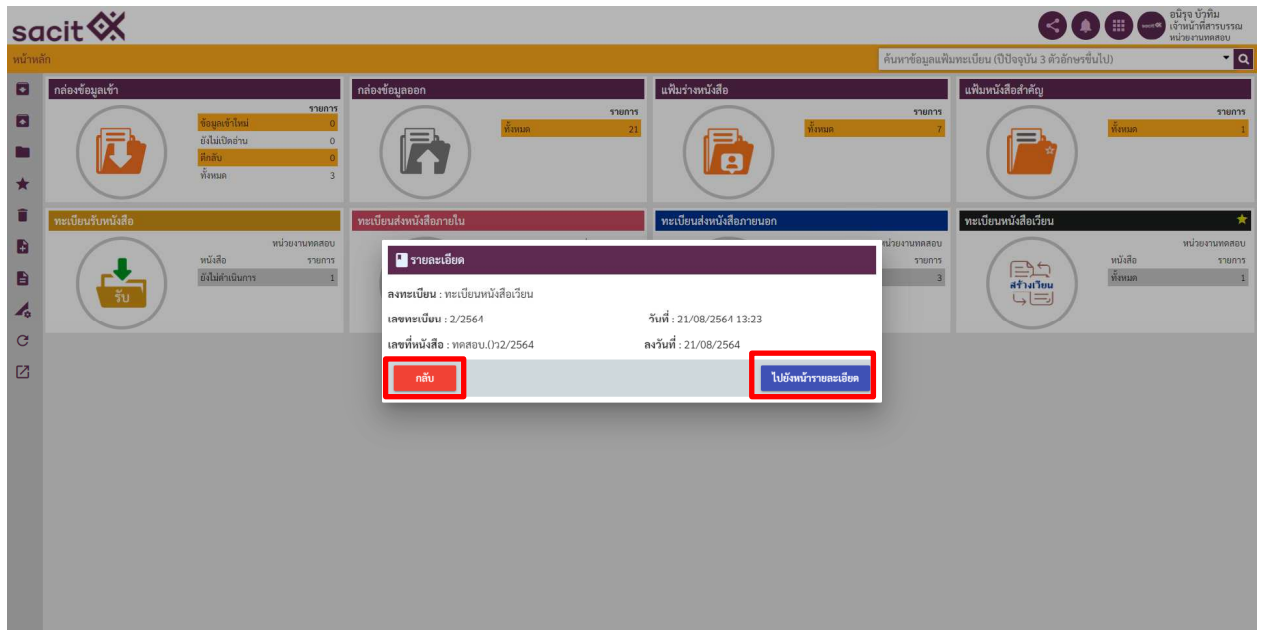 sacit
อนิรุจ บัวทิม
เจ้าหน้าที่สารบรรณ
หน่วยงานทดสอบ
หน้าหลัก
ค้นหาข้อมูลแฟ้มทะเบียน (ปีปัจจุบัน 3 ตัวอักษรขึ้นไป)
กล่องข้อมูลเข้า
รายการ
ข้อมูลเข้าใหม่ 0
ยังไม่เปิดอ่าน 0
ตีกลับ 0
ทั้งหมด 3
กล่องข้อมูลออก
รายการ
ทั้งหมด 21
แฟ้มร่างหนังสือ
รายการ
ทั้งหมด 7
แฟ้มหนังสือสำคัญ
รายการ
ทั้งหมด 1
ทะเบียนรับหนังสือ
หน่วยงานทดสอบ
หนังสือ รายการ
ยังไม่ดำเนินการ 1
รับ
ทะเบียนส่งหนังสือภายใน
ทะเบียนส่งหนังสือภายนอก
หน่วยงานทดสอบ
รายการ
3
ทะเบียนหนังสือเวียน
หน่วยงานทดสอบ
หนังสือ รายการ
ทั้งหมด 1
สร้างเวียน
รายละเอียด
ลงทะเบียน : ทะเบียนหนังสือเวียน
เลขทะเบียน : 2/2564 วันที่ : 21/08/2564 13:23
เลขที่หนังสือ : ทดสอบ.()ว2/2564 ลงวันที่ : 21/08/2564
กลับ ไปยังหน้ารายละเอียด